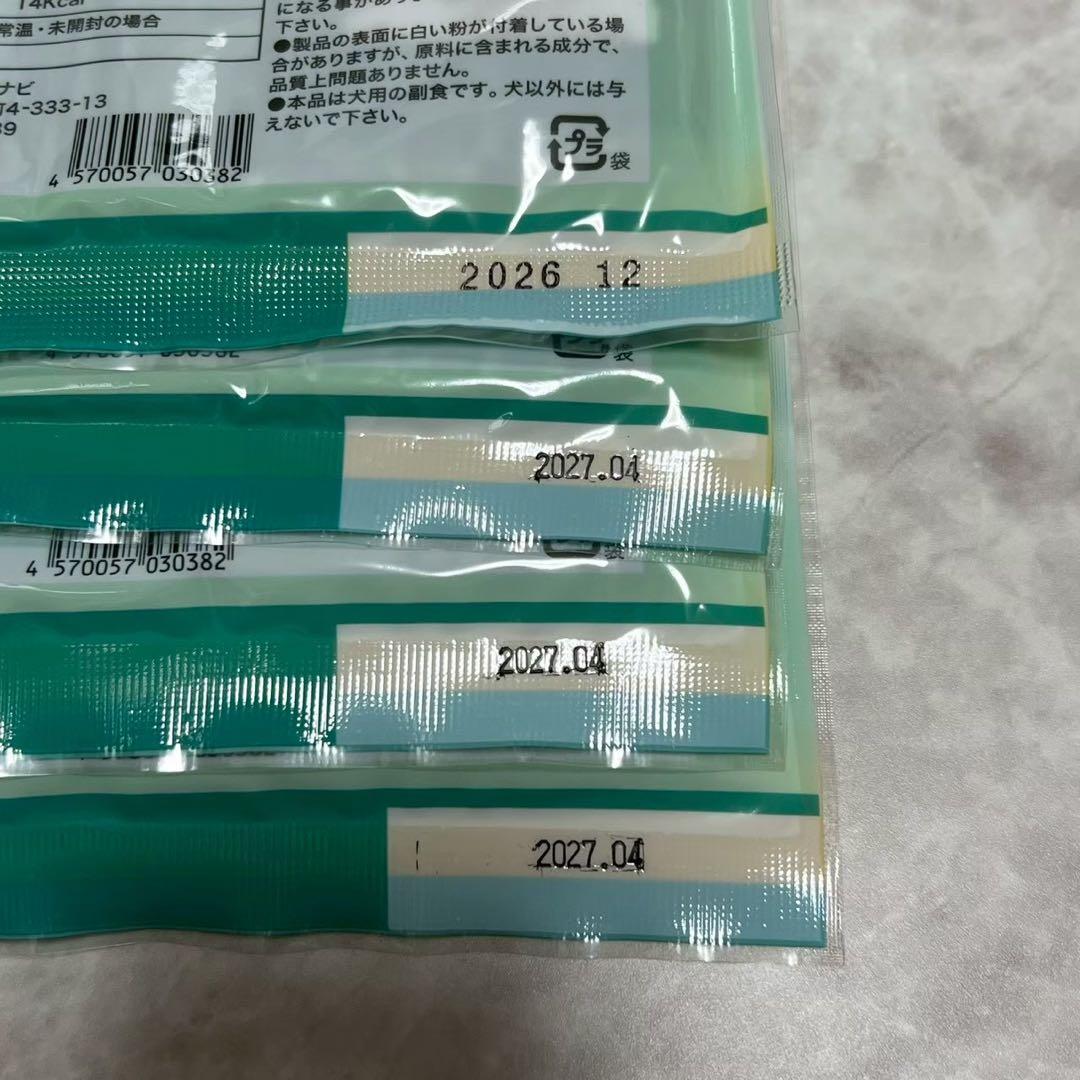 14Kcal
常温・未開封の場合
ナビ
4-333-13
39
になる事があり
下さい。
●製品の表面に白い粉が付着している場
合がありますが、原料に含まれる成分で、
品質上問題ありません。
●本品は犬用の副食です。犬以外には与
えないで下さい。
4 570057 030382
プラ
袋
2026 12
4 570057 030382
袋
2027.04
4 570057 030382
袋
2027.04
2027.04